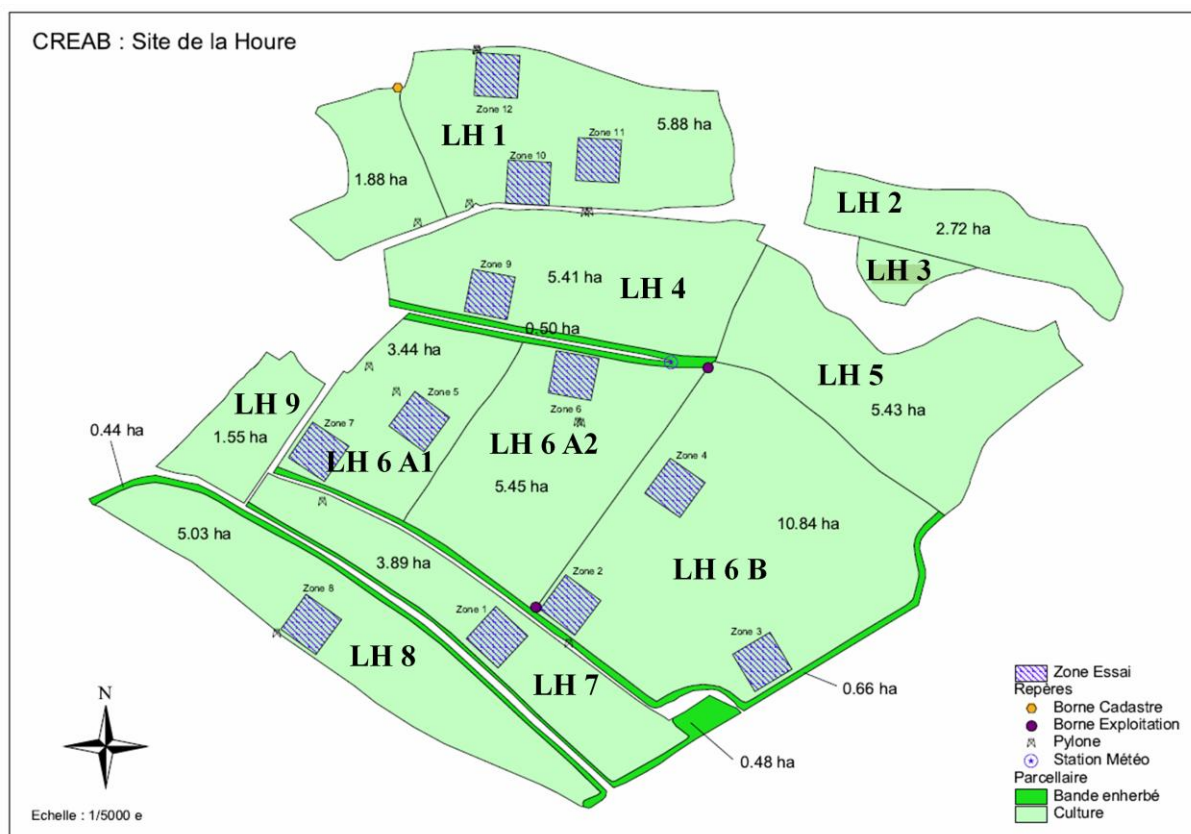 CREAB : Site de la Houre
Zone 12
LH 1
5.88 ha
Zone 11
Zone 10
1.88 ha
LH 2
2.72 ha
LH 3
Zone 9
5.41 ha
LH 4
0.50 ha
3.44 ha
LH 5
5.43 ha
LH 9
1.55 ha
Zone 5
Zone 6
Zone 7
LH 6 A1
LH 6 A2
5.45 ha
0.44 ha
Zone 4
10.84 ha
5.03 ha
3.89 ha
LH 6 B
Zone 2
Zone 8
Zone 1
Zone 3
LH 8
LH 7
0.66 ha
0.48 ha
N
Echelle : 1/5000 e
Zone Essai
Repères
Borne Cadastre
Borne Exploitation
Pylone
Station Météo
Parcellaire
Bande enherbé
Culture